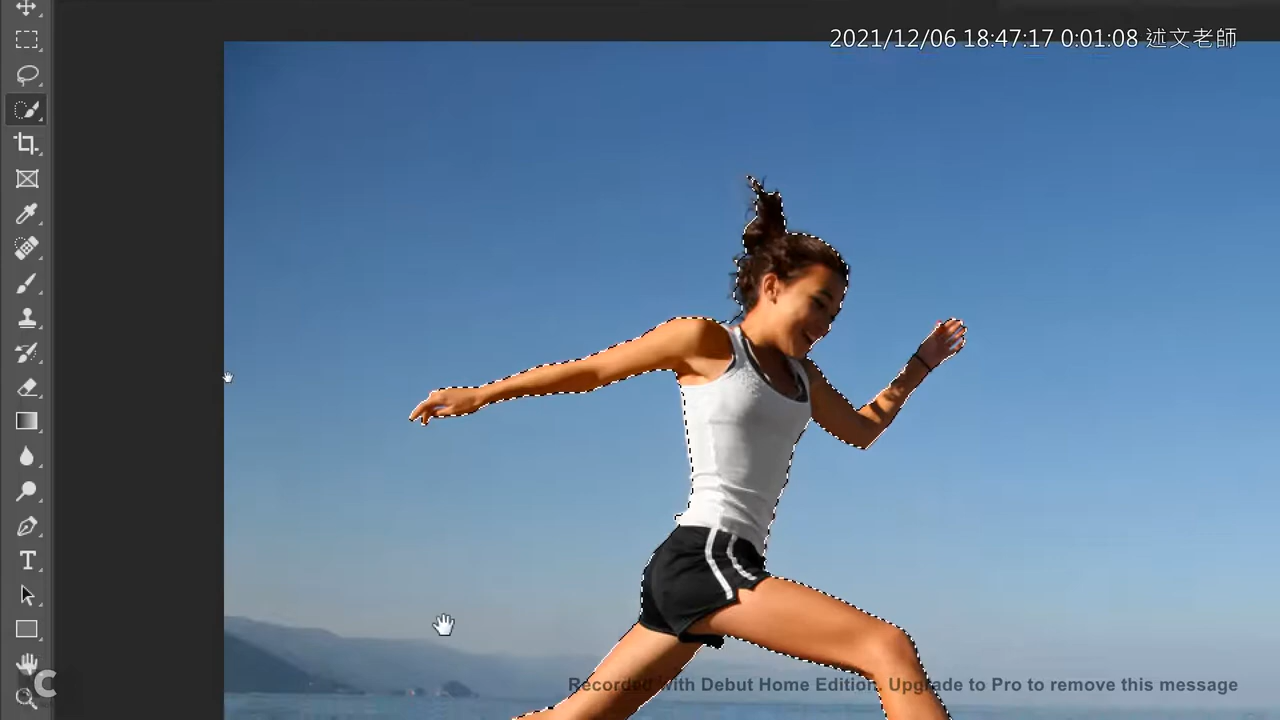 2021/12/06 18:47:17 0:01:08 述文老師
T
C
Recorded with Debut Home Edition. Upgrade to Pro to remove this message